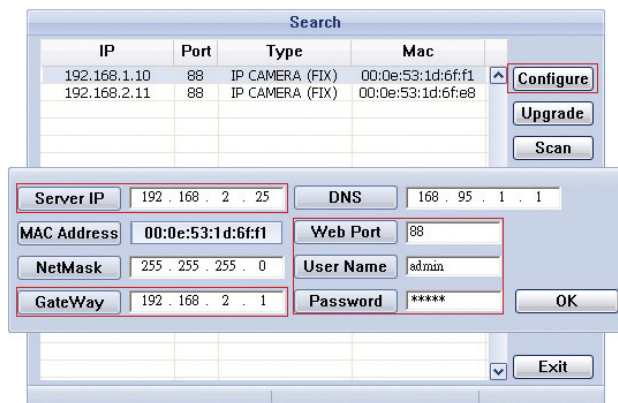 Search
IP Port Type Mac
192.168.1.10 88 IP CAMERA (FIX) 00:0e:53:1d:6f:f1
192.168.2.11 88 IP CAMERA (FIX) 00:0e:53:1d:6f:e8
Configure
Upgrade
Scan
Server IP 192 . 168 . 2 . 25 DNS 168 . 95 . 1 . 1
MAC Address 00:0e:53:1d:6f:f1 Web Port 88
NetMask 255 . 255 . 255 . 0 User Name admin
GateWay 192 . 168 . 2 . 1 Password ***** OK
Exit